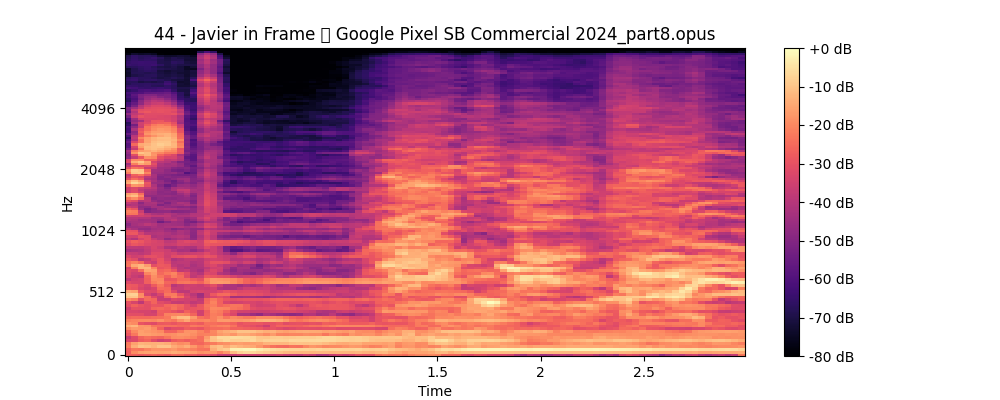 44 - Javier in Frame ▯ Google Pixel SB Commercial 2024_part8.opus
+0 dB
-10 dB
-20 dB
-30 dB
-40 dB
-50 dB
-60 dB
-70 dB
-80 dB
4096
2048
1024
512
0
Hz
0
0.5
1
1.5
2
2.5
Time